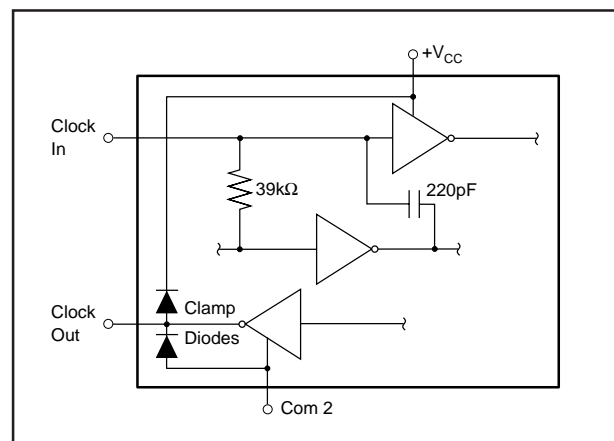 +VCC
Clock
In
39kΩ
220pF
Clock
Out
Clamp
Diodes
Com 2